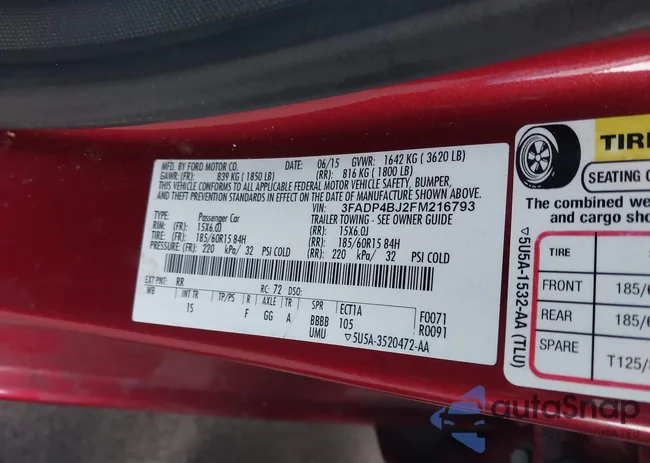 MFD. BY FORD MOTOR CO. DATE: 06/15 GVWR: 1642 KG ( 3620 LB)
GAWR: (FR): 839 KG ( 1850 LB) (RR): 816 KG ( 1800 LB)
THIS VEHICLE CONFORMS TO ALL APPLICABLE FEDERAL MOTOR VEHICLE SAFETY, BUMPER,
AND THEFT PREVENTION STANDARDS IN EFFECT ON THE DATE OF MANUFACTURE SHOWN ABOVE.
VIN: 3FADP4BJ2FM216793
TYPE: Passenger Car TRAILER TOWING - SEE OWNER GUIDE
RIM: (FR): 15X6.0J (RR): 15X6.0J
TIRE: (FR): 185/60R15 84H (RR): 185/60R15 84H
PRESSURE: (FR): 220 kPa/ 32 PSI COLD (RR): 220 kPa/ 32 PSI COLD
EXT PNT: RR RC: 72 DSO:
WB INT TR TP/PS R AXLE TR SPR ECT1A F0071
15 F GG A BBBB 105 R0091
UMU ▽5U5A-3520472-AA
▽5U5A-1532-AA (TLU)
TIRE
SEATING
The combined we
and cargo sho
TIRE
FRONT 185/6
REAR 185/6
SPARE T125/
autoSnap